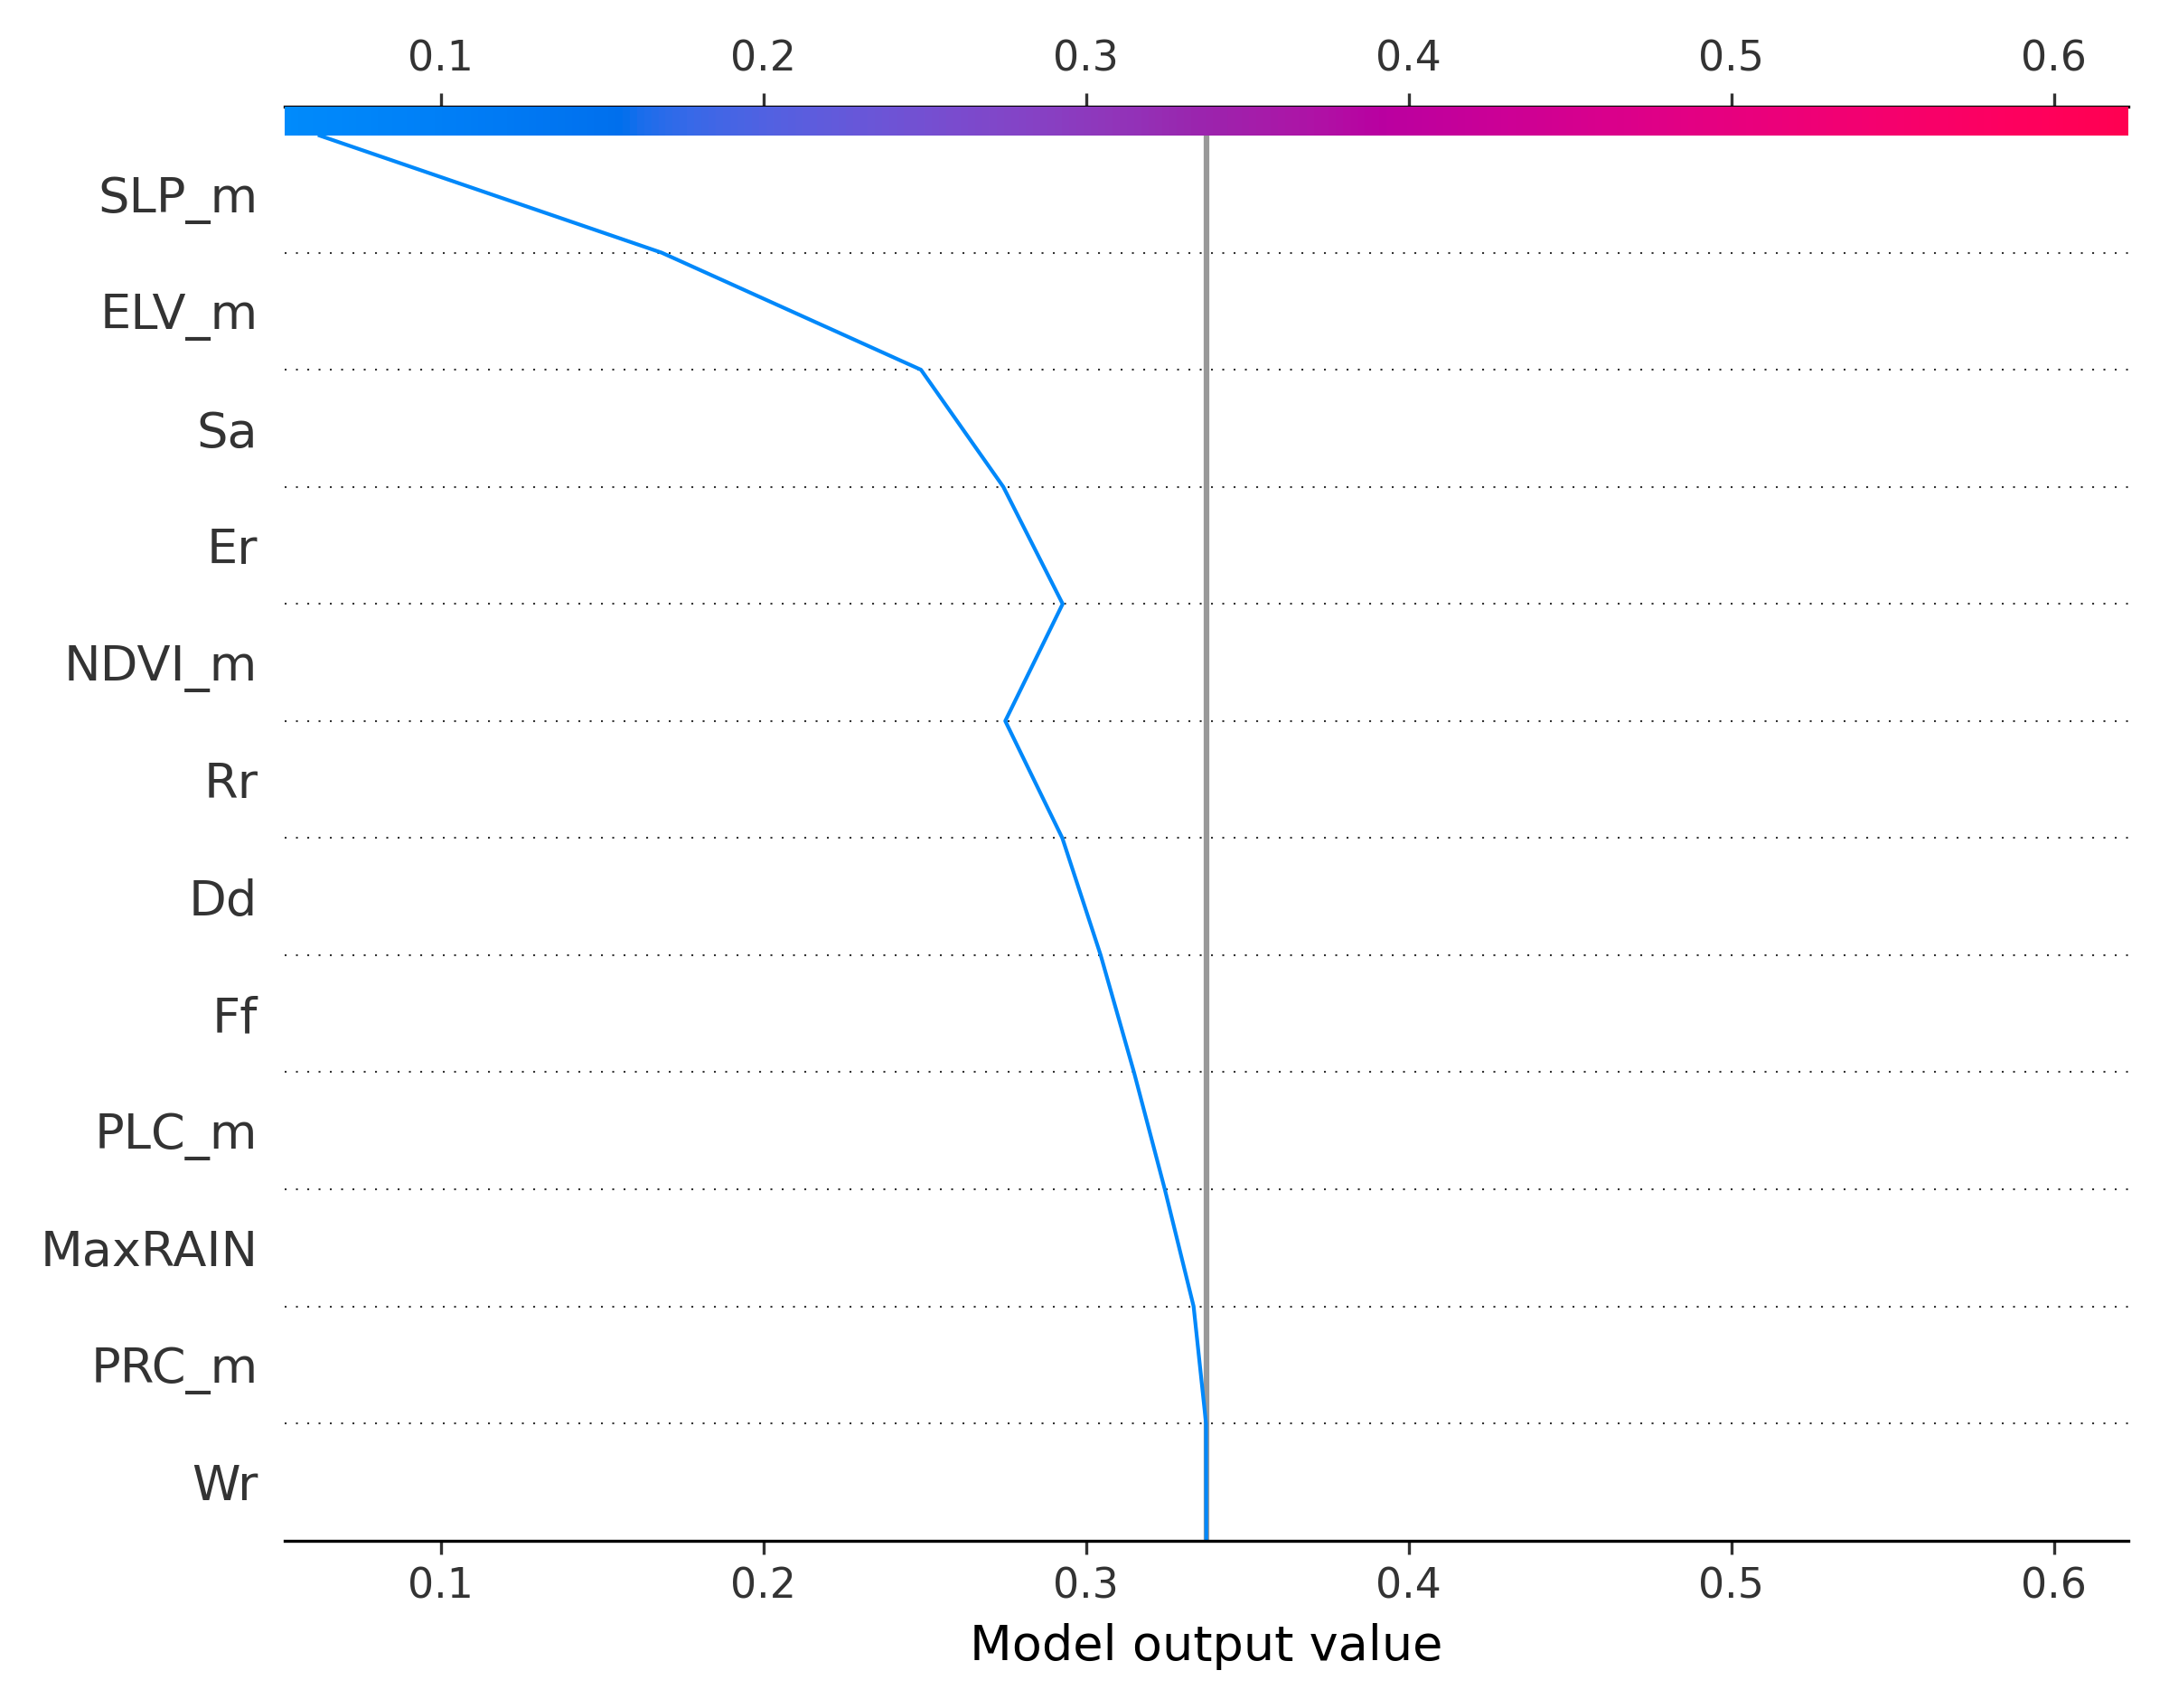 0.1 0.2 0.3 0.4 0.5 0.6
SLP_m
ELV_m
Sa
Er
NDVI_m
Rr
Dd
Ff
PLC_m
MaxRAIN
PRC_m
Wr
0.1 0.2 0.3 0.4 0.5 0.6
Model output value